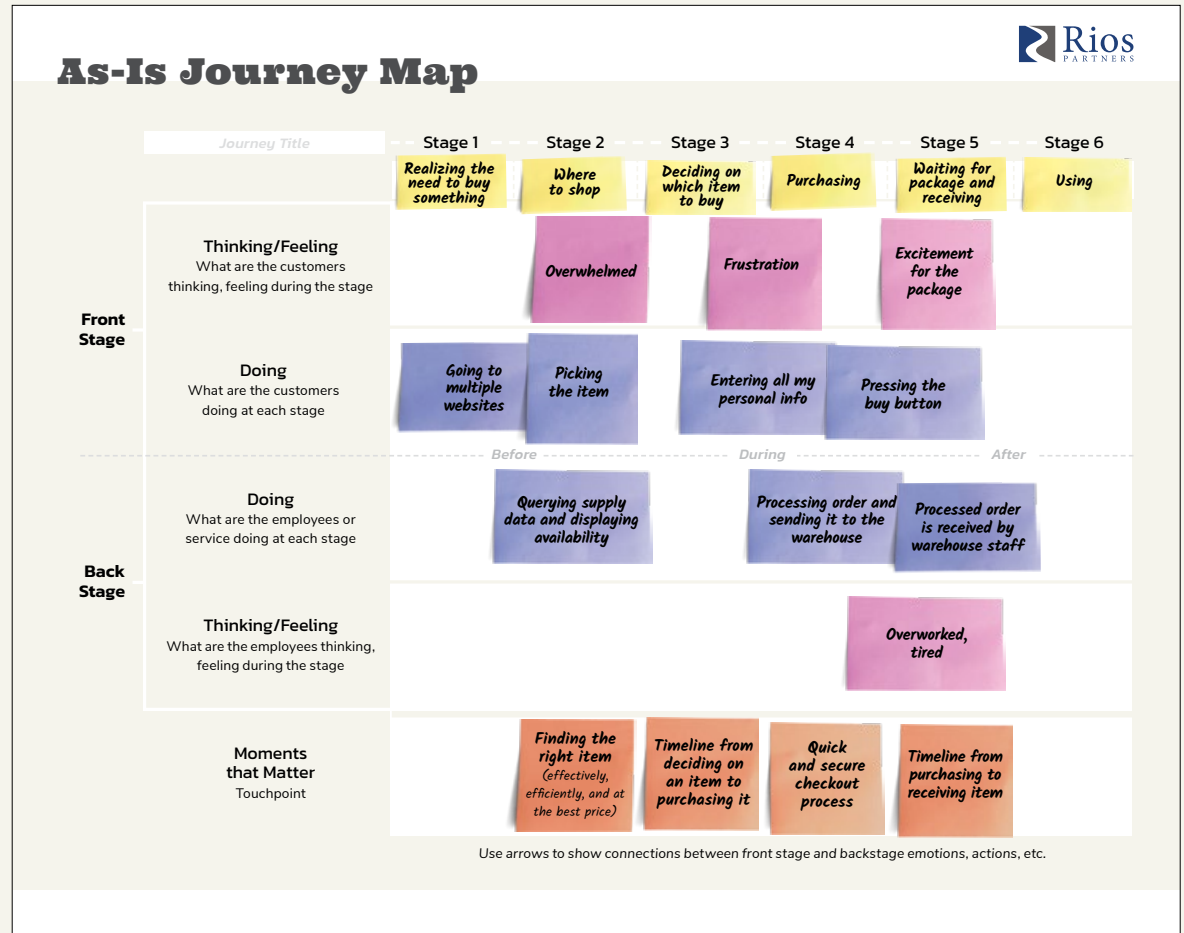 Rios
PARTNERS
As-Is Journey Map
Journey Title
Stage 1
Stage 2
Stage 3
Stage 4
Stage 5
Stage 6
Realizing the
need to buy
something
Where
to shop
Deciding on
which item
to buy
Purchasing
Waiting for
package and
receiving
Using
Front
Stage
Thinking/Feeling
What are the customers
thinking, feeling during the stage
Overwhelmed
Frustration
Excitement
for the
package
Doing
What are the customers
doing at each stage
Going to
multiple
websites
Picking
the item
Entering all my
personal info
Pressing the
buy button
Before
During
After
Back
Stage
Doing
What are the employees or
service doing at each stage
Querying supply
data and displaying
availability
Processing order and
sending it to the
warehouse
Processed order
is received by
warehouse staff
Thinking/Feeling
What are the employees thinking,
feeling during the stage
Overworked,
tired
Moments
that Matter
Touchpoint
Finding the
right item
(effectively,
efficiently, and at
the best price)
Timeline from
deciding on
an item to
purchasing it
Quick
and secure
checkout
process
Timeline from
purchasing to
receiving item
Use arrows to show connections between front stage and backstage emotions, actions, etc.